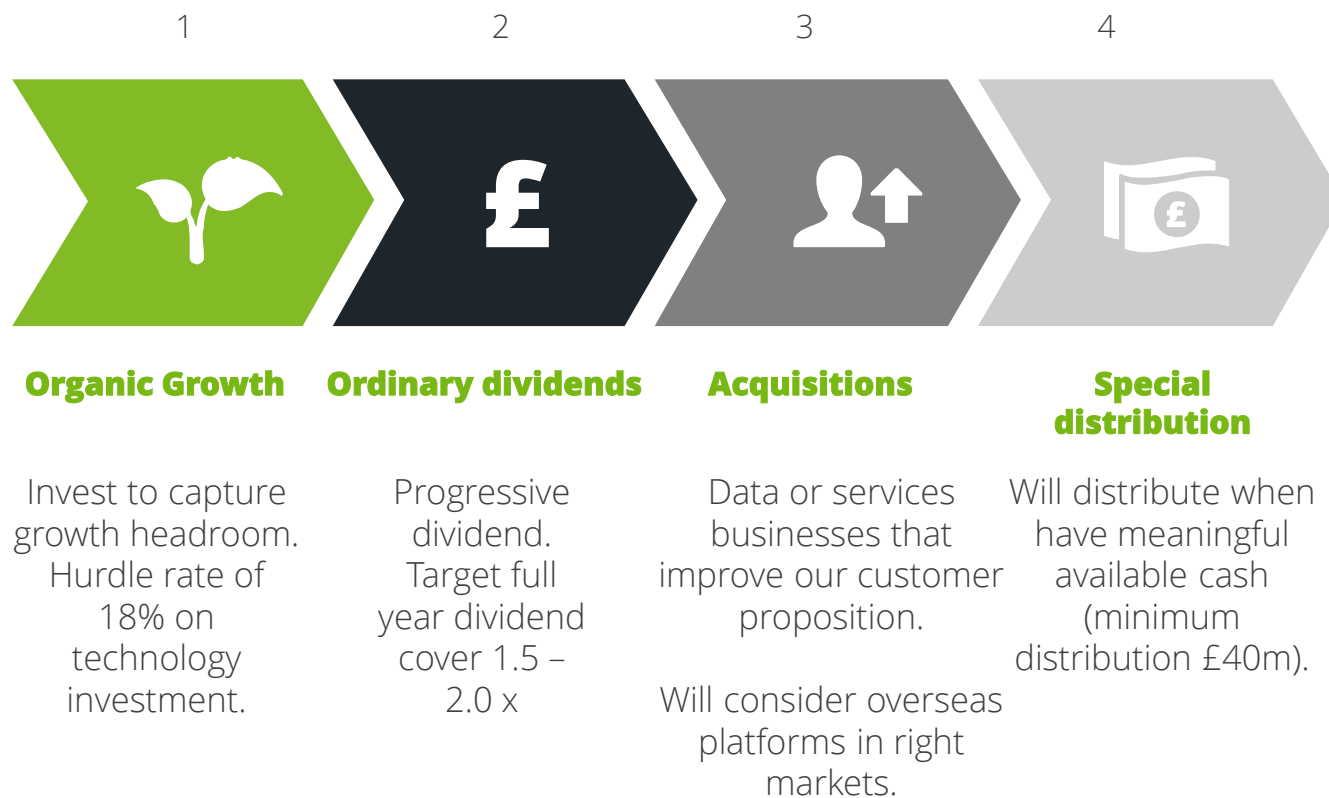 1
2
3
4
£
£
Organic Growth
Ordinary dividends
Acquisitions
Special
distribution
Invest to capture
growth headroom.
Hurdle rate of
18% on
technology
investment.
Progressive
dividend.
Target full
year dividend
cover 1.5 –
2.0 x
Data or services
businesses that
improve our customer
proposition.
Will consider overseas
platforms in right
markets.
Will distribute when
have meaningful
available cash
(minimum
distribution £40m).